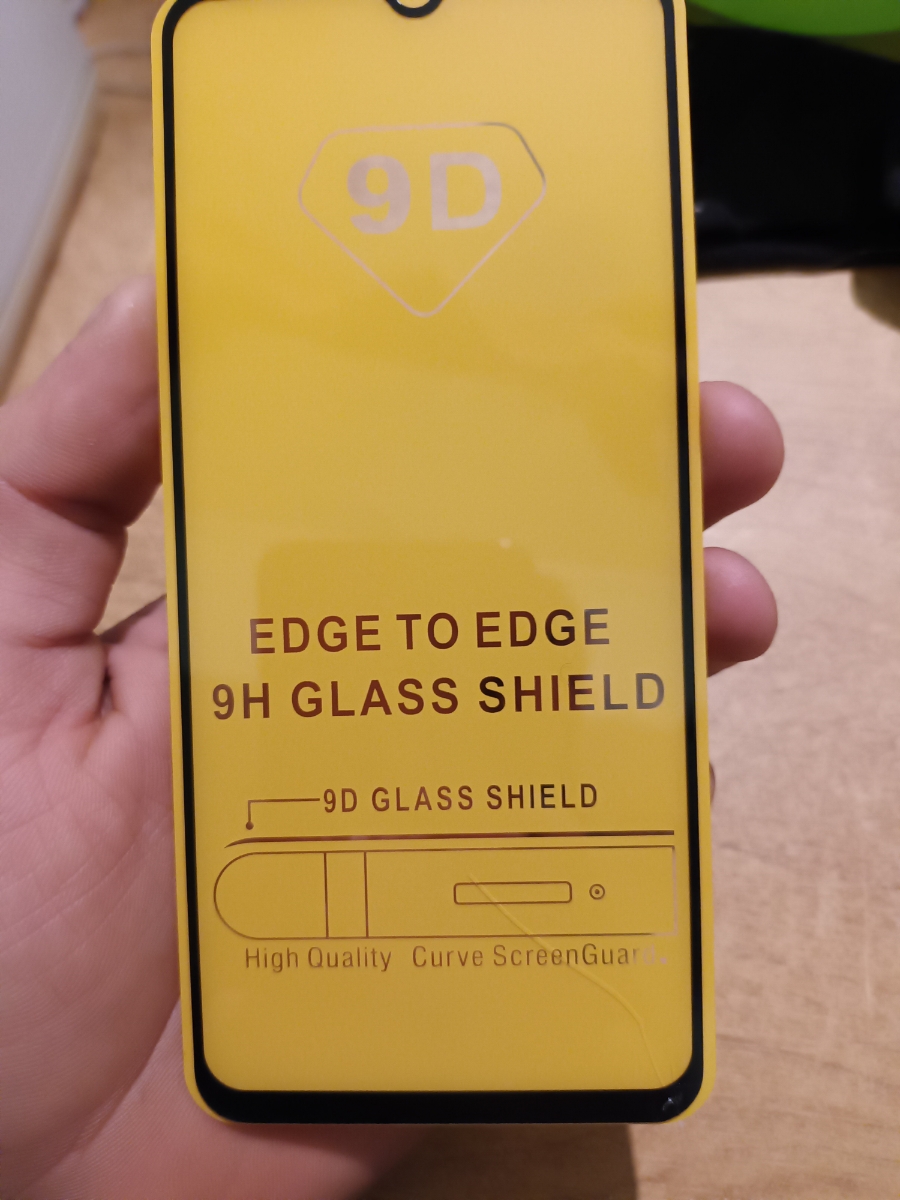 9D
EDGE TO EDGE
9H GLASS SHIELD
9D GLASS SHIELD
High Quality Curve ScreenGuard.